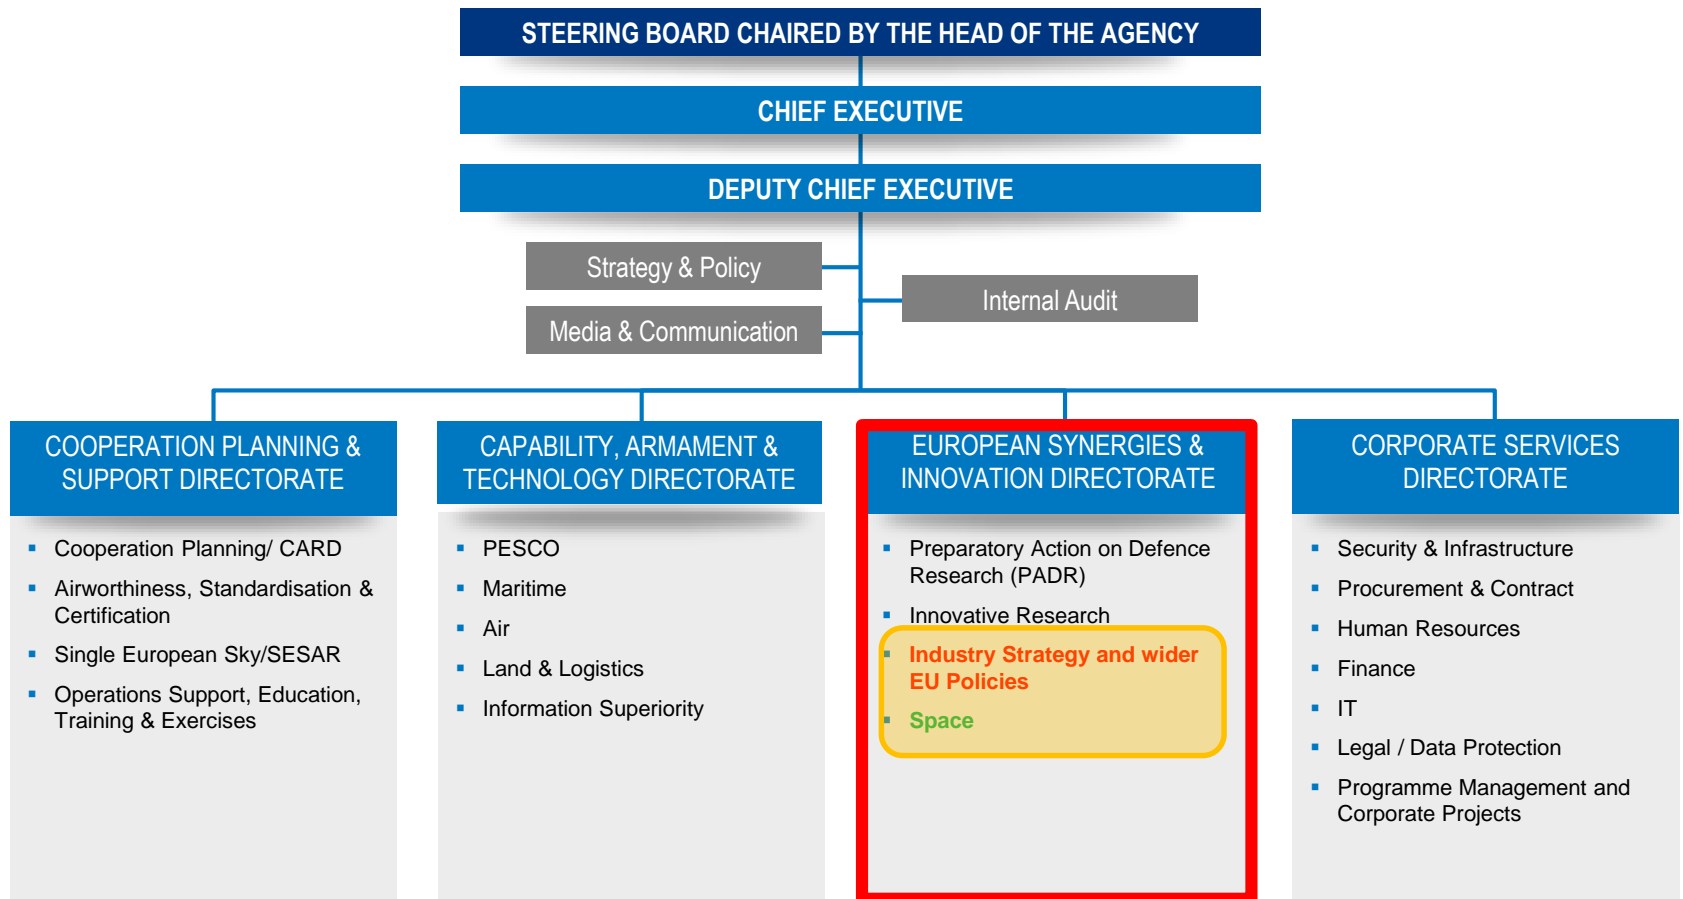 STEERING BOARD CHAIRED BY THE HEAD OF THE AGENCY
CHIEF EXECUTIVE
DEPUTY CHIEF EXECUTIVE
Strategy & Policy
Internal Audit
Media & Communication
COOPERATION PLANNING &
SUPPORT DIRECTORATE
Cooperation Planning/ CARD
Airworthiness, Standardisation &
Certification
Single European Sky/SESAR
Operations Support, Education,
Training & Exercises
CAPABILITY, ARMAMENT &
TECHNOLOGY DIRECTORATE
PESCO
Maritime
Air
Land & Logistics
Information Superiority
EUROPEAN SYNERGIES &
INNOVATION DIRECTORATE
Preparatory Action on Defence
Research (PADR)
Innovative Research
Industry Strategy and wider
EU Policies
Space
CORPORATE SERVICES
DIRECTORATE
Security & Infrastructure
Procurement & Contract
Human Resources
Finance
IT
Legal / Data Protection
Programme Management and
Corporate Projects